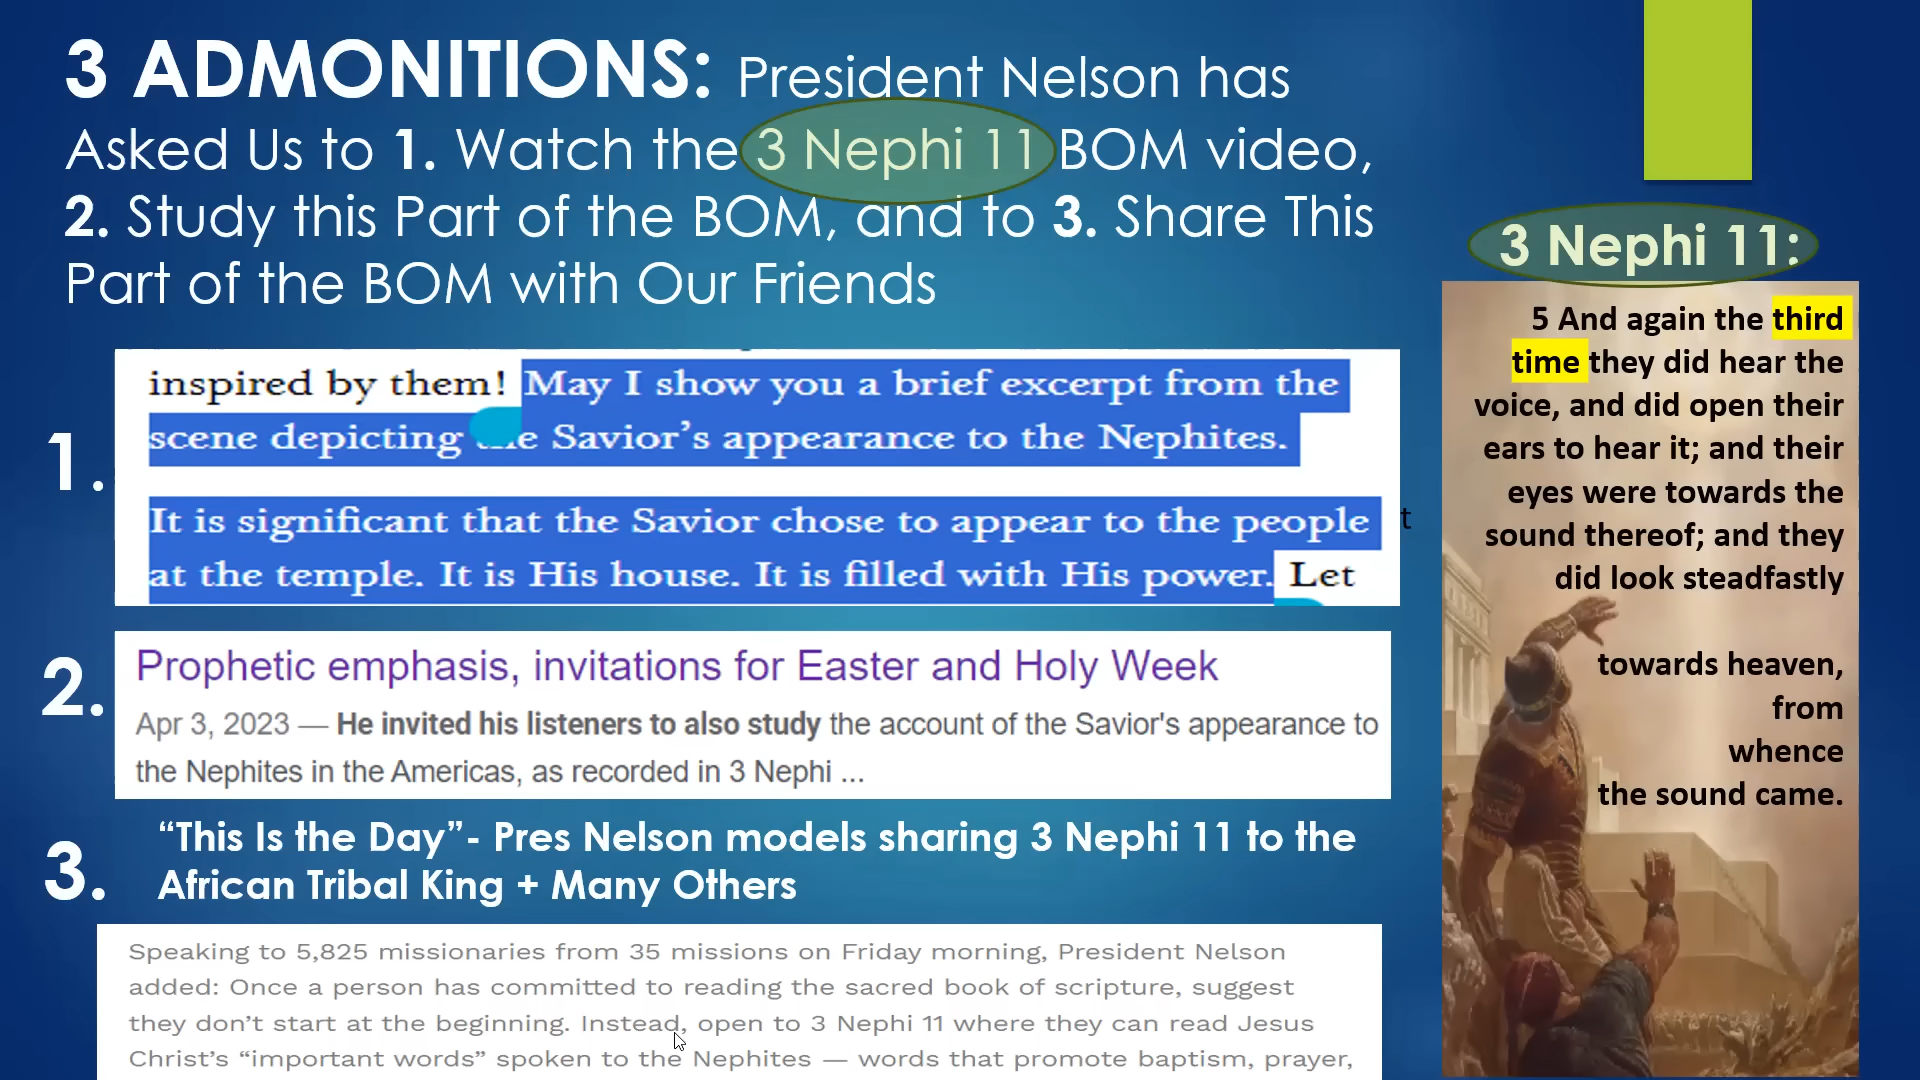 3 ADMONITIONS: President Nelson has
Asked Us to 1. Watch the 3 Nephi 11 BOM video,
2. Study this Part of the BOM, and to 3. Share This
Part of the BOM with Our Friends
1.
inspired by them! May I show you a brief excerpt from the
scene depicting the Savior's appearance to the Nephites.
It is significant that the Savior chose to appear to the people
at the temple. It is His house. It is filled with His power. Let
t
2.
Prophetic emphasis, invitations for Easter and Holy Week
Apr 3, 2023 — He invited his listeners to also study the account of the Savior's appearance to
the Nephites in the Americas, as recorded in 3 Nephi ...
3.
“This Is the Day”- Pres Nelson models sharing 3 Nephi 11 to the
African Tribal King + Many Others
Speaking to 5,825 missionaries from 35 missions on Friday morning, President Nelson
added: Once a person has committed to reading the sacred book of scripture, suggest
they don’t start at the beginning. Instead, open to 3 Nephi 11 where they can read Jesus
Christ’s “important words” spoken to the Nephites — words that promote baptism, prayer,
3 Nephi 11:
5 And again the third
time they did hear the
voice, and did open their
ears to hear it; and their
eyes were towards the
sound thereof; and they
did look steadfastly
towards heaven,
from
whence
the sound came.